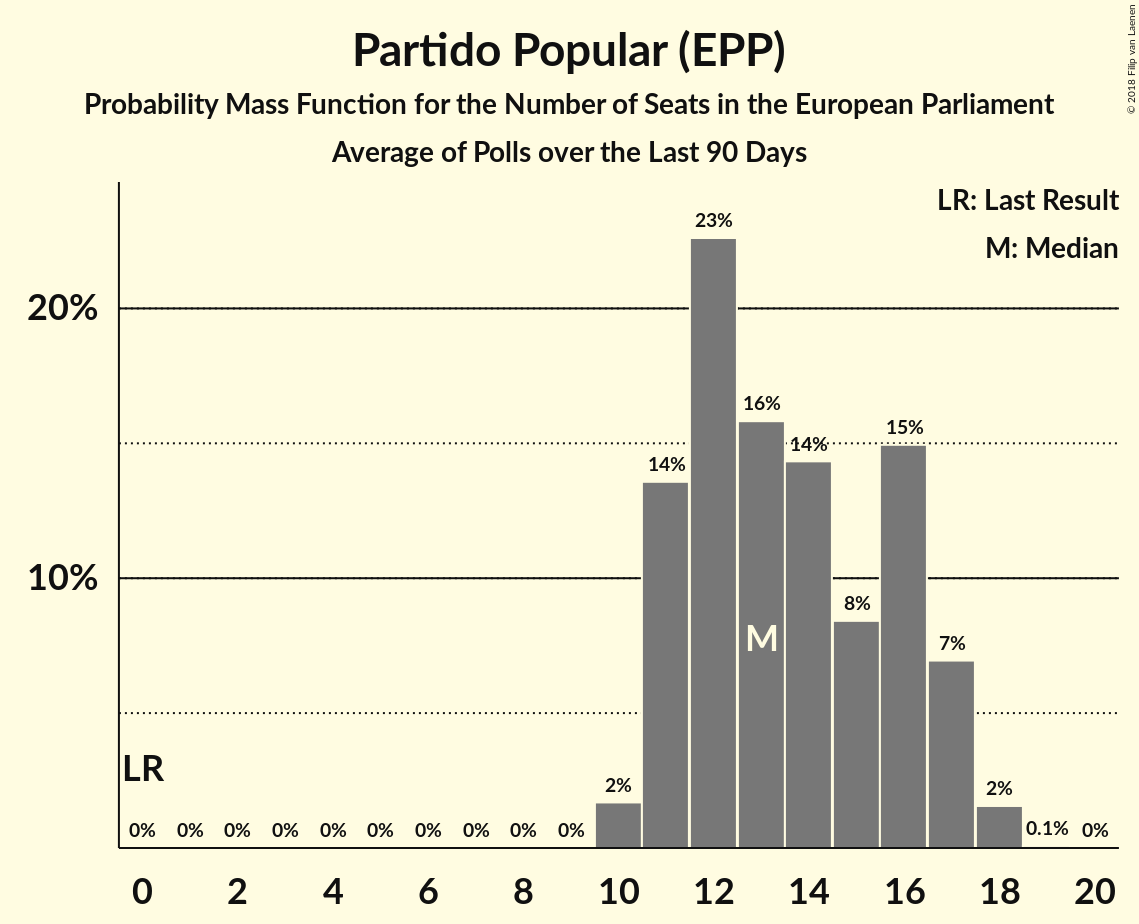 Partido Popular (EPP)
Probability Mass Function for the Number of Seats in the European Parliament
Average of Polls over the Last 90 Days
© 2018 Filip van Laenen
LR: Last Result
M: Median
23%
20%
16%
15%
14%
14%
10%
8%
7%
M
LR
2%
2%
0% 0% 0% 0% 0% 0% 0% 0% 0% 0% 0.1% 0%
0 2 4 6 8 10 12 14 16 18 20